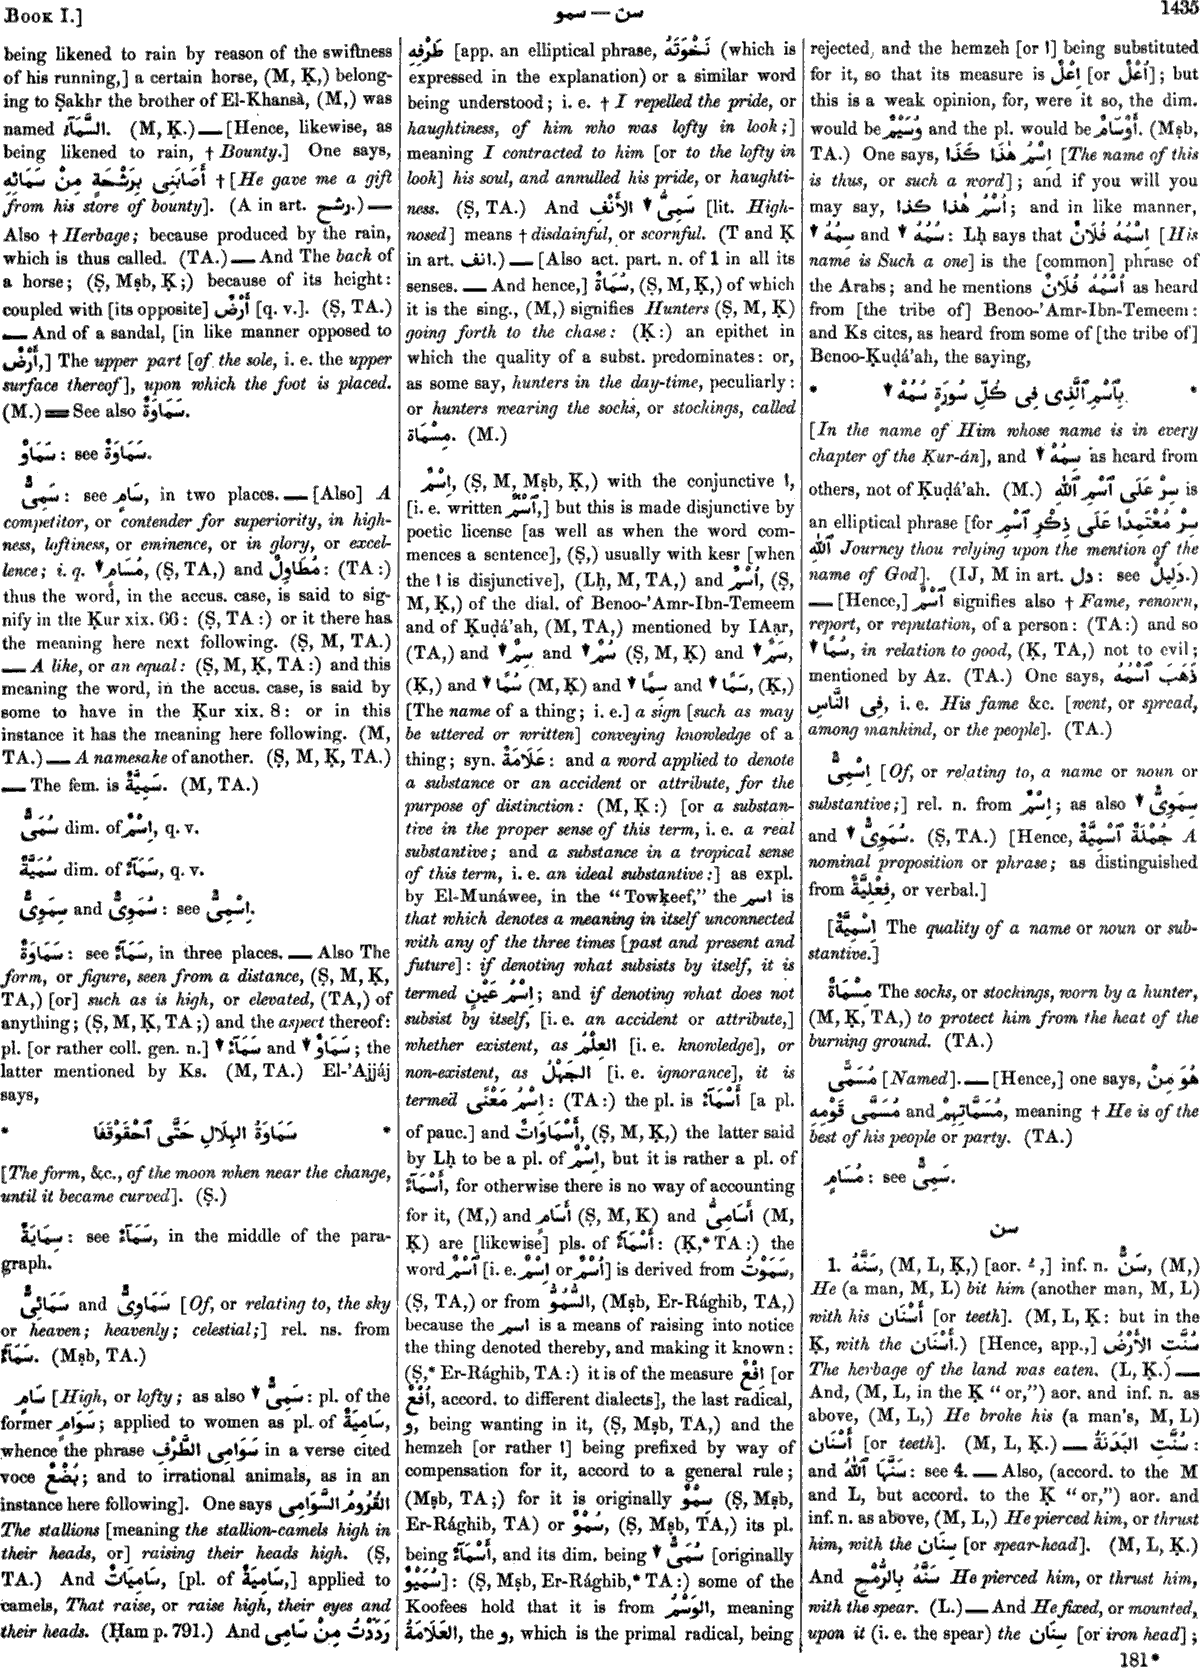 Book I.]
سمو — سن
1435
being likened to rain by reason of the swiftness
of his running,] a certain horse, (M, Ḳ,) belong-
ing to Ṣakhr the brother of El-Khansà, (M,) was
named السَّمَآءُ. (M, Ḳ.) — [Hence, likewise, as
being likened to rain, † Bounty.] One says,
أَصَابَنِى بِرَشْحَةٍ مِنْ سَمَائِهِ † [He gave me a gift
from his store of bounty]. (A in art. رشح.) —
Also † Herbage; because produced by the rain,
which is thus called. (TA.) — And The back of
a horse; (Ṣ, Mṣb, Ḳ;) because of its height:
coupled with [its opposite] أَرْضٌ [q. v.]. (Ṣ, TA.)
— And of a sandal, [in like manner opposed to
أَرْضٌ,] The upper part [of the sole, i. e. the upper
surface thereof], upon which the foot is placed.
(M.) = See also سَمَاوَةٌ.
سَمَاوٌ : see سَمَاوَةٌ.
سَمِىٌّ : see سَامٍ, in two places. — [Also] A
competitor, or contender for superiority, in high-
ness, loftiness, or eminence, or in glory, or excel-
lence; i. q. ▼ مُسَامٍ, (Ṣ, TA,) and مُطَاوِلٌ : (TA:)
thus the word, in the accus. case, is said to sig-
nify in the Ḳur xix. 66: (Ṣ, TA:) or it there has
the meaning here next following. (Ṣ, M, TA.)
— A like, or an equal: (Ṣ, M, Ḳ, TA:) and this
meaning the word, in the accus. case, is said by
some to have in the Ḳur xix. 8: or in this
instance it has the meaning here following. (M,
TA.) — A namesake of another. (Ṣ, M, Ḳ, TA.)
— The fem. is سَمِيَّةٌ. (M, TA.)
سُمَىٌّ dim. of اِسْمٌ, q. v.
سُمَيَّةٌ dim. of سَمَآءٌ, q. v.
سِمَوِىٌّ and سُمَوِىٌّ : see اِسْمِىٌّ.
سَمَاوَةٌ : see سَمَآءٌ, in three places. — Also The
form, or figure, seen from a distance, (Ṣ, M, Ḳ,
TA,) [or] such as is high, or elevated, (TA,) of
anything; (Ṣ, M, Ḳ, TA;) and the aspect thereof:
pl. [or rather coll. gen. n.] ▼ سَمَآءٌ and ▼ سَمَاوٌ ; the
latter mentioned by Ks. (M, TA.) El-'Ajjáj
says,
* سَمَاوَةُ الهِلَالِ حَتَّى ٱحْقَوْقَفَا *
[The form, &c., of the moon when near the change,
until it became curved]. (Ṣ.)
سِمَايَةٌ : see سَمَآءٌ, in the middle of the para-
graph.
سَمَائِىٌّ and سَمَاوِىٌّ [Of, or relating to, the sky
or heaven; heavenly; celestial;] rel. ns. from
سَمَآءٌ. (Mṣb, TA.)
سَامٍ [High, or lofty; as also ▼ سَمِىٌّ : pl. of the
former سَوَامٍ ; applied to women as pl. of سَامِيَةٌ,
whence the phrase سَوَامِى الطَّرْفِ in a verse cited
voce بُضْعٌ; and to irrational animals, as in an
instance here following]. One says القُرُومُ السَّوَامِى
The stallions [meaning the stallion-camels high in
their heads, or] raising their heads high. (Ṣ,
TA.) And سَامِيَاتٌ, [pl. of سَامِيَةٌ,] applied to
camels, That raise, or raise high, their eyes and
their heads. (Ḥam p. 791.) And رَدَدْتُ مِنْ سَامِى
طَرْفِهِ [app. an elliptical phrase, نَخْوَتَهُ (which is
expressed in the explanation) or a similar word
being understood; i. e. † I repelled the pride, or
haughtiness, of him who was lofty in look;]
meaning I contracted to him [or to the lofty in
look] his soul, and annulled his pride, or haughti-
ness. (Ṣ, TA.) And سَمِىُّ ▼ الأَنْفِ [lit. High-
nosed] means † disdainful, or scornful. (T and Ḳ
in art. انف.) — [Also act. part. n. of 1 in all its
senses. — And hence,] سُمَاةٌ, (Ṣ, M, Ḳ,) of which
it is the sing., (M,) signifies Hunters (Ṣ, M, Ḳ)
going forth to the chase: (Ḳ:) an epithet in
which the quality of a subst. predominates: or,
as some say, hunters in the day-time, peculiarly:
or hunters wearing the socks, or stockings, called
مِسْمَاة. (M.)
اِسْمٌ, (Ṣ, M, Mṣb, Ḳ,) with the conjunctive ا,
[i. e. written ٱسْمٌ,] but this is made disjunctive by
poetic license [as well as when the word com-
mences a sentence], (Ṣ,) usually with kesr [when
the ا is disjunctive], (Lḥ, M, TA,) and اُسْمٌ, (Ṣ,
M, Ḳ,) of the dial. of Benoo-'Amr-Ibn-Temeem
and of Ḳuḍá'ah, (M, TA,) mentioned by IAạr,
(TA,) and ▼ سِمٌ and ▼ سُمٌ (Ṣ, M, Ḳ) and ▼ سَمٌ,
(Ḳ,) and ▼ سُمًا (M, Ḳ) and ▼ سِمًا and ▼ سَمًا, (Ḳ,)
[The name of a thing; i. e.] a sign [such as may
be uttered or written] conveying knowledge of a
thing; syn. عَلَامَةٌ : and a word applied to denote
a substance or an accident or attribute, for the
purpose of distinction: (M, Ḳ:) [or a substan-
tive in the proper sense of this term, i. e. a real
substantive; and a substance in a tropical sense
of this term, i. e. an ideal substantive:] as expl.
by El-Munáwee, in the "Towḳeef," the اسم is
that which denotes a meaning in itself unconnected
with any of the three times [past and present and
future]: if denoting what subsists by itself, it is
termed اِسْمُ عَيْنٍ; and if denoting what does not
subsist by itself, [i. e. an accident or attribute,]
whether existent, as العِلْمُ [i. e. knowledge], or
non-existent, as الجَهْلُ [i. e. ignorance], it is
termed اِسْمُ مَعْنًى : (TA:) the pl. is أَسْمَآءٌ [a pl.
of pauc.] and أَسْمَاوَاتٌ, (Ṣ, M, Ḳ,) the latter said
by Lḥ to be a pl. of اِسْمٌ, but it is rather a pl. of
أَسْمَآءٌ, for otherwise there is no way of accounting
for it, (M,) and أَسَامٍ (Ṣ, M, K) and أَسَامِىُّ (M,
Ḳ) are [likewise] pls. of أَسْمَآءٌ : (Ḳ,* TA:) the
word ٱسْمٌ [i. e. اِسْمٌ or اُسْمٌ] is derived from سَمَوْتُ,
(Ṣ, TA,) or from السُّمُوُّ, (Mṣb, Er-Rághib, TA,)
because the اسم is a means of raising into notice
the thing denoted thereby, and making it known:
(Ṣ,* Er-Rághib, TA:) it is of the measure اِفْعٌ [or
اُفْعٌ, accord. to different dialects], the last radical,
و, being wanting in it, (Ṣ, Mṣb, TA,) and the
hemzeh [or rather ا] being prefixed by way of
compensation for it, accord to a general rule;
(Mṣb, TA;) for it is originally سِمْوٌ (Ṣ, Mṣb,
Er-Rághib, TA) or سُمْوٌ, (Ṣ, Mṣb, TA,) its pl.
being أَسْمَآءٌ, and its dim. being ▼ سُمَىٌّ [originally
سُمَيْوٌ] : (Ṣ, Mṣb, Er-Rághib,* TA:) some of the
Koofees hold that it is from الوَسْمُ, meaning
العَلَامَةُ, the و, which is the primal radical, being
rejected, and the hemzeh [or ا] being substituted
for it, so that its measure is اِعْلٌ [or اُعْلٌ]; but
this is a weak opinion, for, were it so, the dim.
would be وُسَيْمٌ and the pl. would be أَوْسَامٌ. (Mṣb,
TA.) One says, اِسْمُ هٰذَا كَذَا [The name of this
is thus, or such a word]; and if you will you
may say, اُسْمُ هذا كذا; and in like manner,
▼ سِمُهُ and ▼ سُمُهُ : Lḥ says that اِسْمُهُ فُلَانٌ [His
name is Such a one] is the [common] phrase of
the Arabs; and he mentions اُسْمُهُ فُلَانٌ as heard
from [the tribe of] Benoo-'Amr-Ibn-Temeem:
and Ks cites, as heard from some of [the tribe of]
Benoo-Ḳuḍá'ah, the saying,
* بِٱسْمِ ٱلَّذِى فِى كُلِّ سُورَةٍ سُمُهْ ▼ *
[In the name of Him whose name is in every
chapter of the Ḳur-án], and ▼ سِمُهْ as heard from
others, not of Ḳuḍá'ah. (M.) سِرْ عَلَى ٱسْمِ ٱللّٰهِ is
an elliptical phrase [for سِرْ مُعْتَمِدًا عَلَى ذِكْرِ ٱسْمِ
ٱللّٰهِ Journey thou relying upon the mention of the
name of God]. (IJ, M in art. دل : see دَلِيلٌ.)
— [Hence,] ٱسْمٌ signifies also † Fame, renown,
report, or reputation, of a person: (TA:) and so
▼ سُمًا, in relation to good, (Ḳ, TA,) not to evil;
mentioned by Az. (TA.) One says, ذَهَبَ ٱسْمُهُ
فِى النَّاسِ, i. e. His fame &c. [went, or spread,
among mankind, or the people]. (TA.)
اِسْمِىٌّ [Of, or relating to, a name or noun or
substantive;] rel. n. from اِسْمٌ; as also ▼ سِمَوِىٌّ
and ▼ سُمَوِىٌّ. (Ṣ, TA.) [Hence, جُمْلَةٌ ٱسْمِيَّةٌ A
nominal proposition or phrase; as distinguished
from فِعْلِيَّةٌ, or verbal.]
[اِسْمِيَّةٌ The quality of a name or noun or sub-
stantive.]
مِسْمَاةٌ The socks, or stockings, worn by a hunter,
(M, Ḳ, TA,) to protect him from the heat of the
burning ground. (TA.)
مُسَمًّى [Named]. — [Hence,] one says, هُوَ مِنْ
مُسَمَّى قَوْمِهِ and مُسَمَّاتِهِمْ, meaning † He is of the
best of his people or party. (TA.)
مُسَامٍ : see سَمِىٌّ.
سن
1. سَنَّهُ, (M, L, Ḳ,) [aor. ‒ُ ,] inf. n. سَنٌّ, (M,)
He (a man, M, L) bit him (another man, M, L)
with his أَسْنَان [or teeth]. (M, L, Ḳ: but in the
Ḳ, with the أَسْنَان.) [Hence, app.,] سُنَّتِ الأَرْضُ
The herbage of the land was eaten. (L, Ḳ.) —
And, (M, L, in the Ḳ "or,") aor. and inf. n. as
above, (M, L,) He broke his (a man's, M, L)
أَسْنَان [or teeth]. (M, L, Ḳ.) — سُنَّتِ البَدَنَةُ :
and سَنَّهَا ٱللّٰهُ : see 4. — Also, (accord. to the M
and L, but accord. to the Ḳ "or,") aor. and
inf. n. as above, (M, L,) He pierced him, or thrust
him, with the سِنَان [or spear-head]. (M, L, Ḳ.)
And سَنَّهُ بِالرُّمْحِ He pierced him, or thrust him,
with the spear. (L.) — And He fixed, or mounted,
upon it (i. e. the spear) the سِنَان [or iron head];
181*